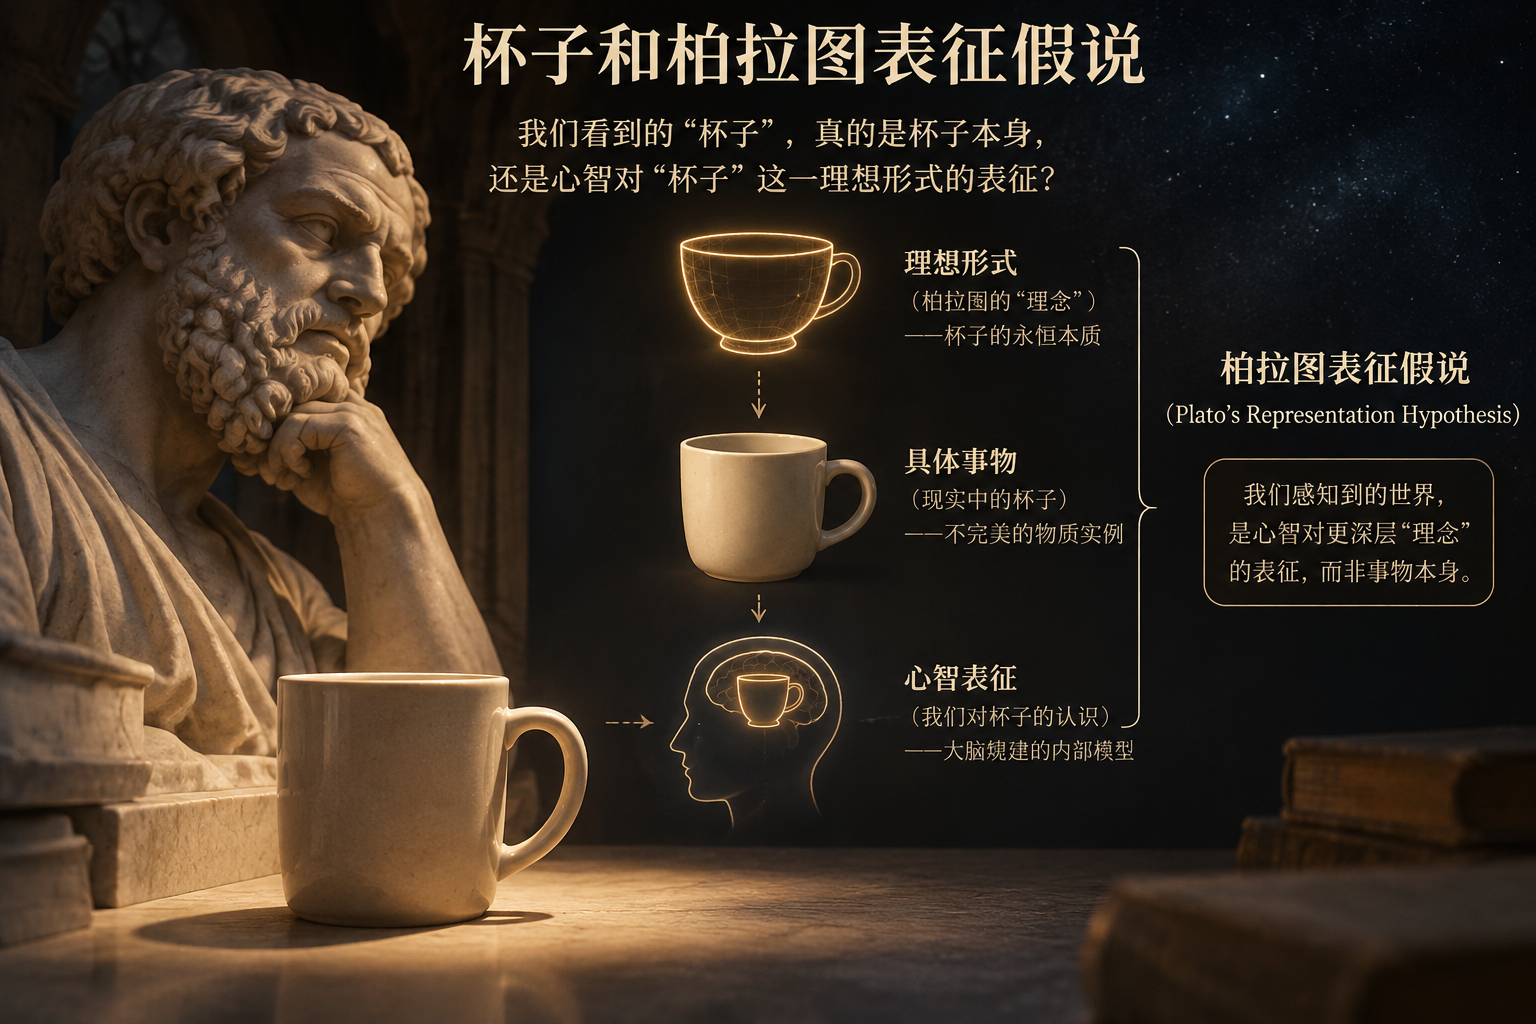 杯子和柏拉图表征假说
我们看到的“杯子”，真的是杯子本身，
还是心智对“杯子”这一理想形式的表征？
理想形式
（柏拉图的“理念”）
——杯子的永恒本质
具体事物
（现实中的杯子）
——不完美的物质实例
心智表征
（我们对杯子的认识）
——大脑建的内部模型
柏拉图表征假说
（Plato’s Representation Hypothesis）
我们感知到的世界，
是心智对更深层“理念”
的表征，而非事物本身。